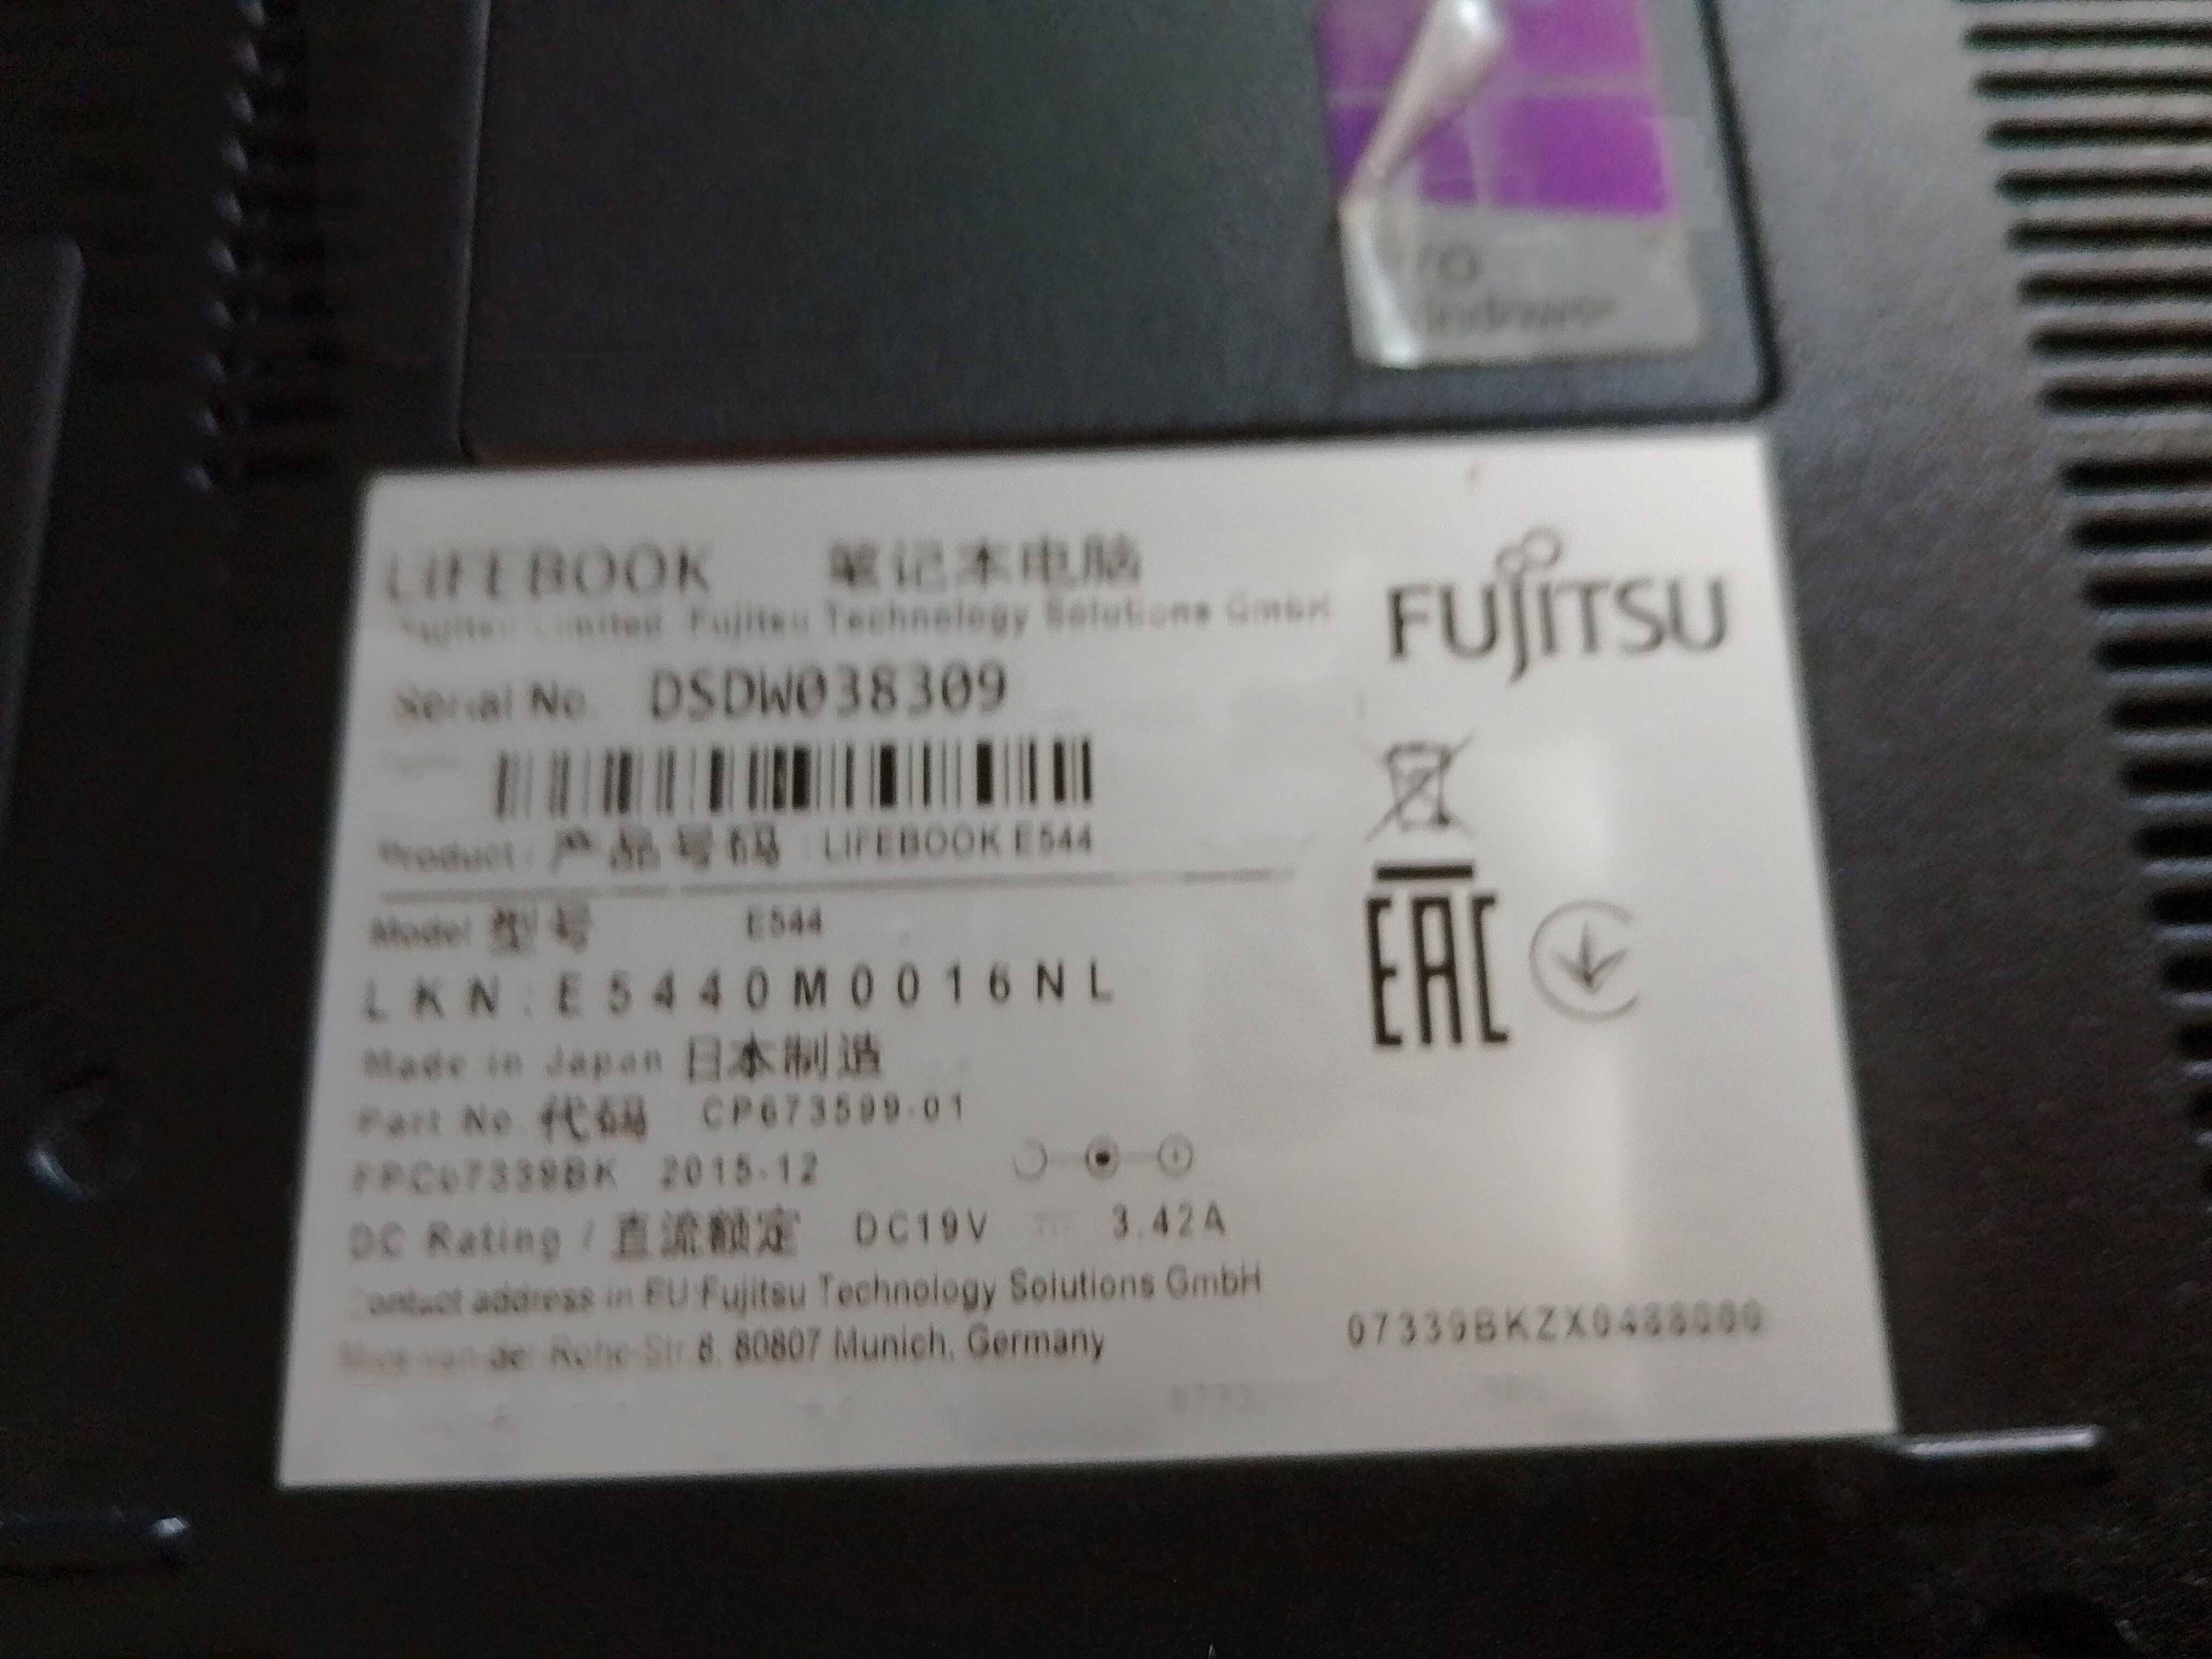 LIFEBOOK 笔记本电脑
Limited Fujitsu Technology Solutions GmbH
FUJITSU
Serial No. DSDW038309
Product: 产品号码: LIFEBOOK E544
Model 型号 E544
LKN:E5440M0016NL
EAC
Made in Japan 日本制造
Part No. 代码 CP673599-01
2015-12
DC Rating / 直流额定 DC19V 3.42A
Contact address in EU:Fujitsu Technology Solutions GmbH
8, 80807 Munich, Germany